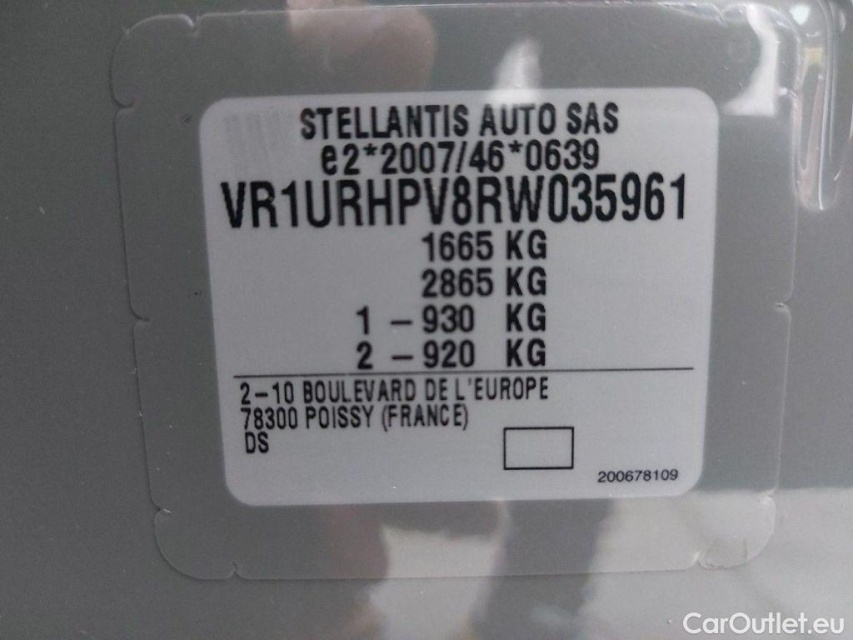 STELLANTIS AUTO SAS
e2*2007/46*0639
VR1URHPV8RW035961
1665 KG
2865 KG
1 – 930 KG
2 – 920 KG
2–10 BOULEVARD DE L'EUROPE
78300 POISSY (FRANCE)
DS
200678109
CarOutlet.eu